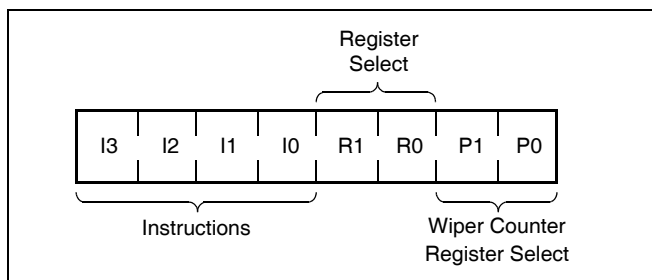 Register
Select
I3 I2 I1 I0 R1 R0 P1 P0
Instructions
Wiper Counter
Register Select